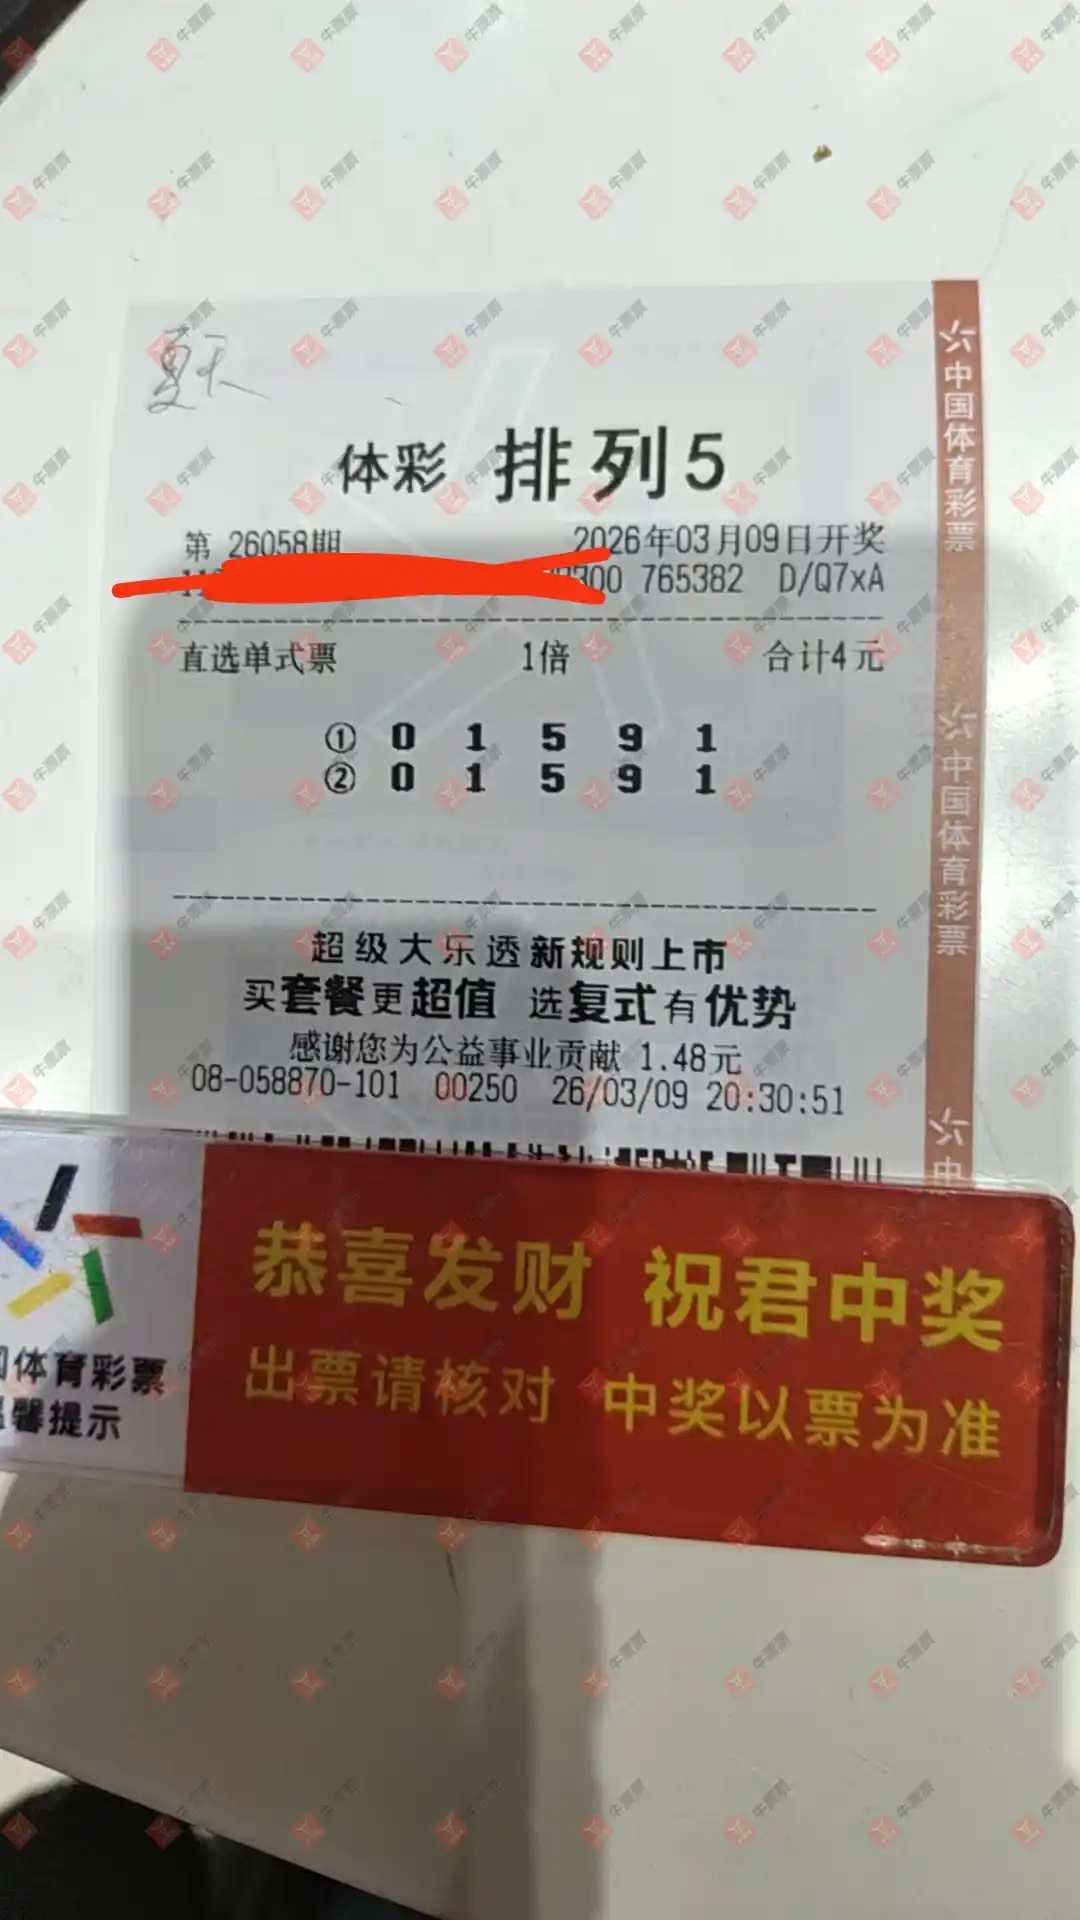 夏天
体彩 排列5
第 26058期 2026年03月09日开奖
300 765382 D/Q7xA
直选单式票 1倍 合计4元
① 0 1 5 9 1
② 0 1 5 9 1
超级大乐透新规则上市
买套餐更超值 选复式有优势
感谢您为公益事业贡献 1.48元
08-058870-101 00250 26/03/09 20:30:51
中国体育彩票
中国体育彩票
中
恭喜发财 祝君中奖
出票请核对 中奖以票为准
体育彩票
馨提示
牛票票